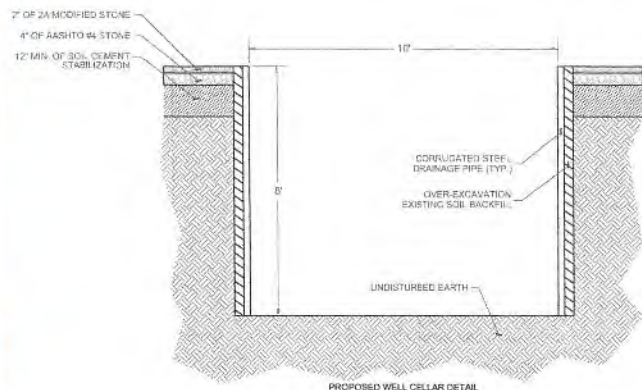 2" OF 2A MODIFIED STONE
4" OF AASHTO #4 STONE
12" MIN. OF SOIL CEMENT
STABILIZATION
10'
8'
CORRUGATED STEEL
DRAINAGE PIPE (TYP.)
OVER-EXCAVATION
EXISTING SOIL BACKFILL
UNDISTURBED EARTH
PROPOSED WELL CELLAR DETAIL